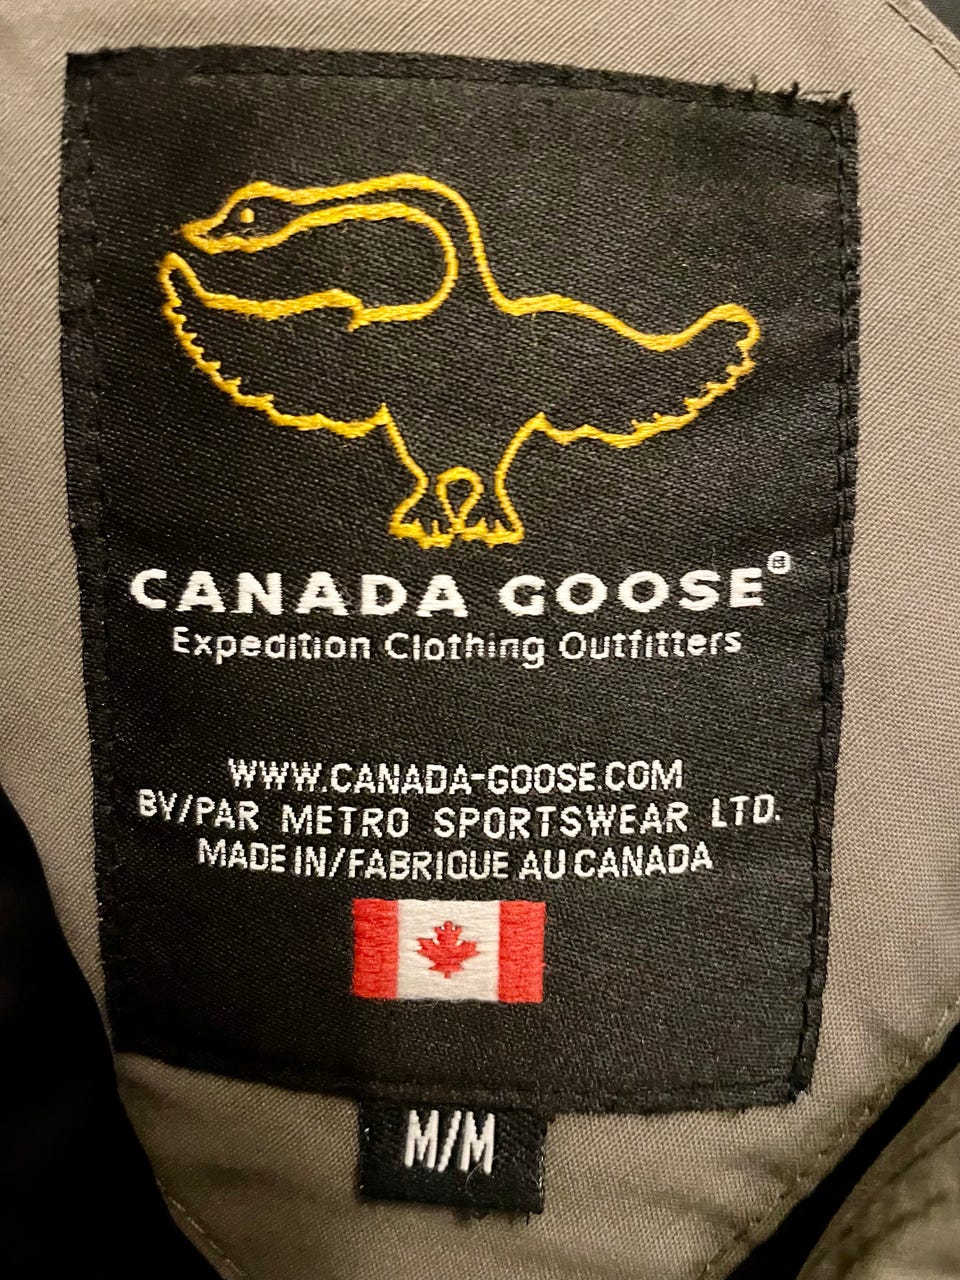 CANADA GOOSE®
Expedition Clothing Outfitters
WWW.CANADA-GOOSE.COM
BY/PAR METRO SPORTSWEAR LTD.
MADE IN/FABRIQUE AU CANADA
M/M